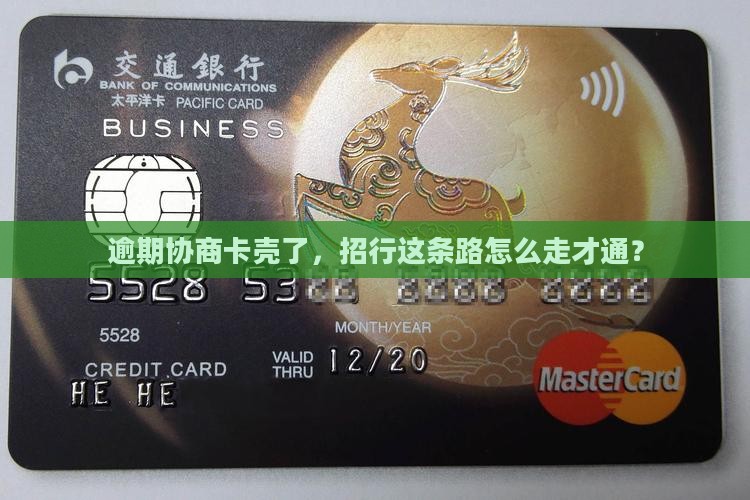 交通銀行
BANK OF COMMUNICATIONS
太平洋卡 PACIFIC CARD
BUSINESS
逾期协商卡壳了，招行这条路怎么走才通？
5528 53
5528
MONTH/YEAR
CREDIT CARD
VALID THRU 12/20
HE HE
MasterCard